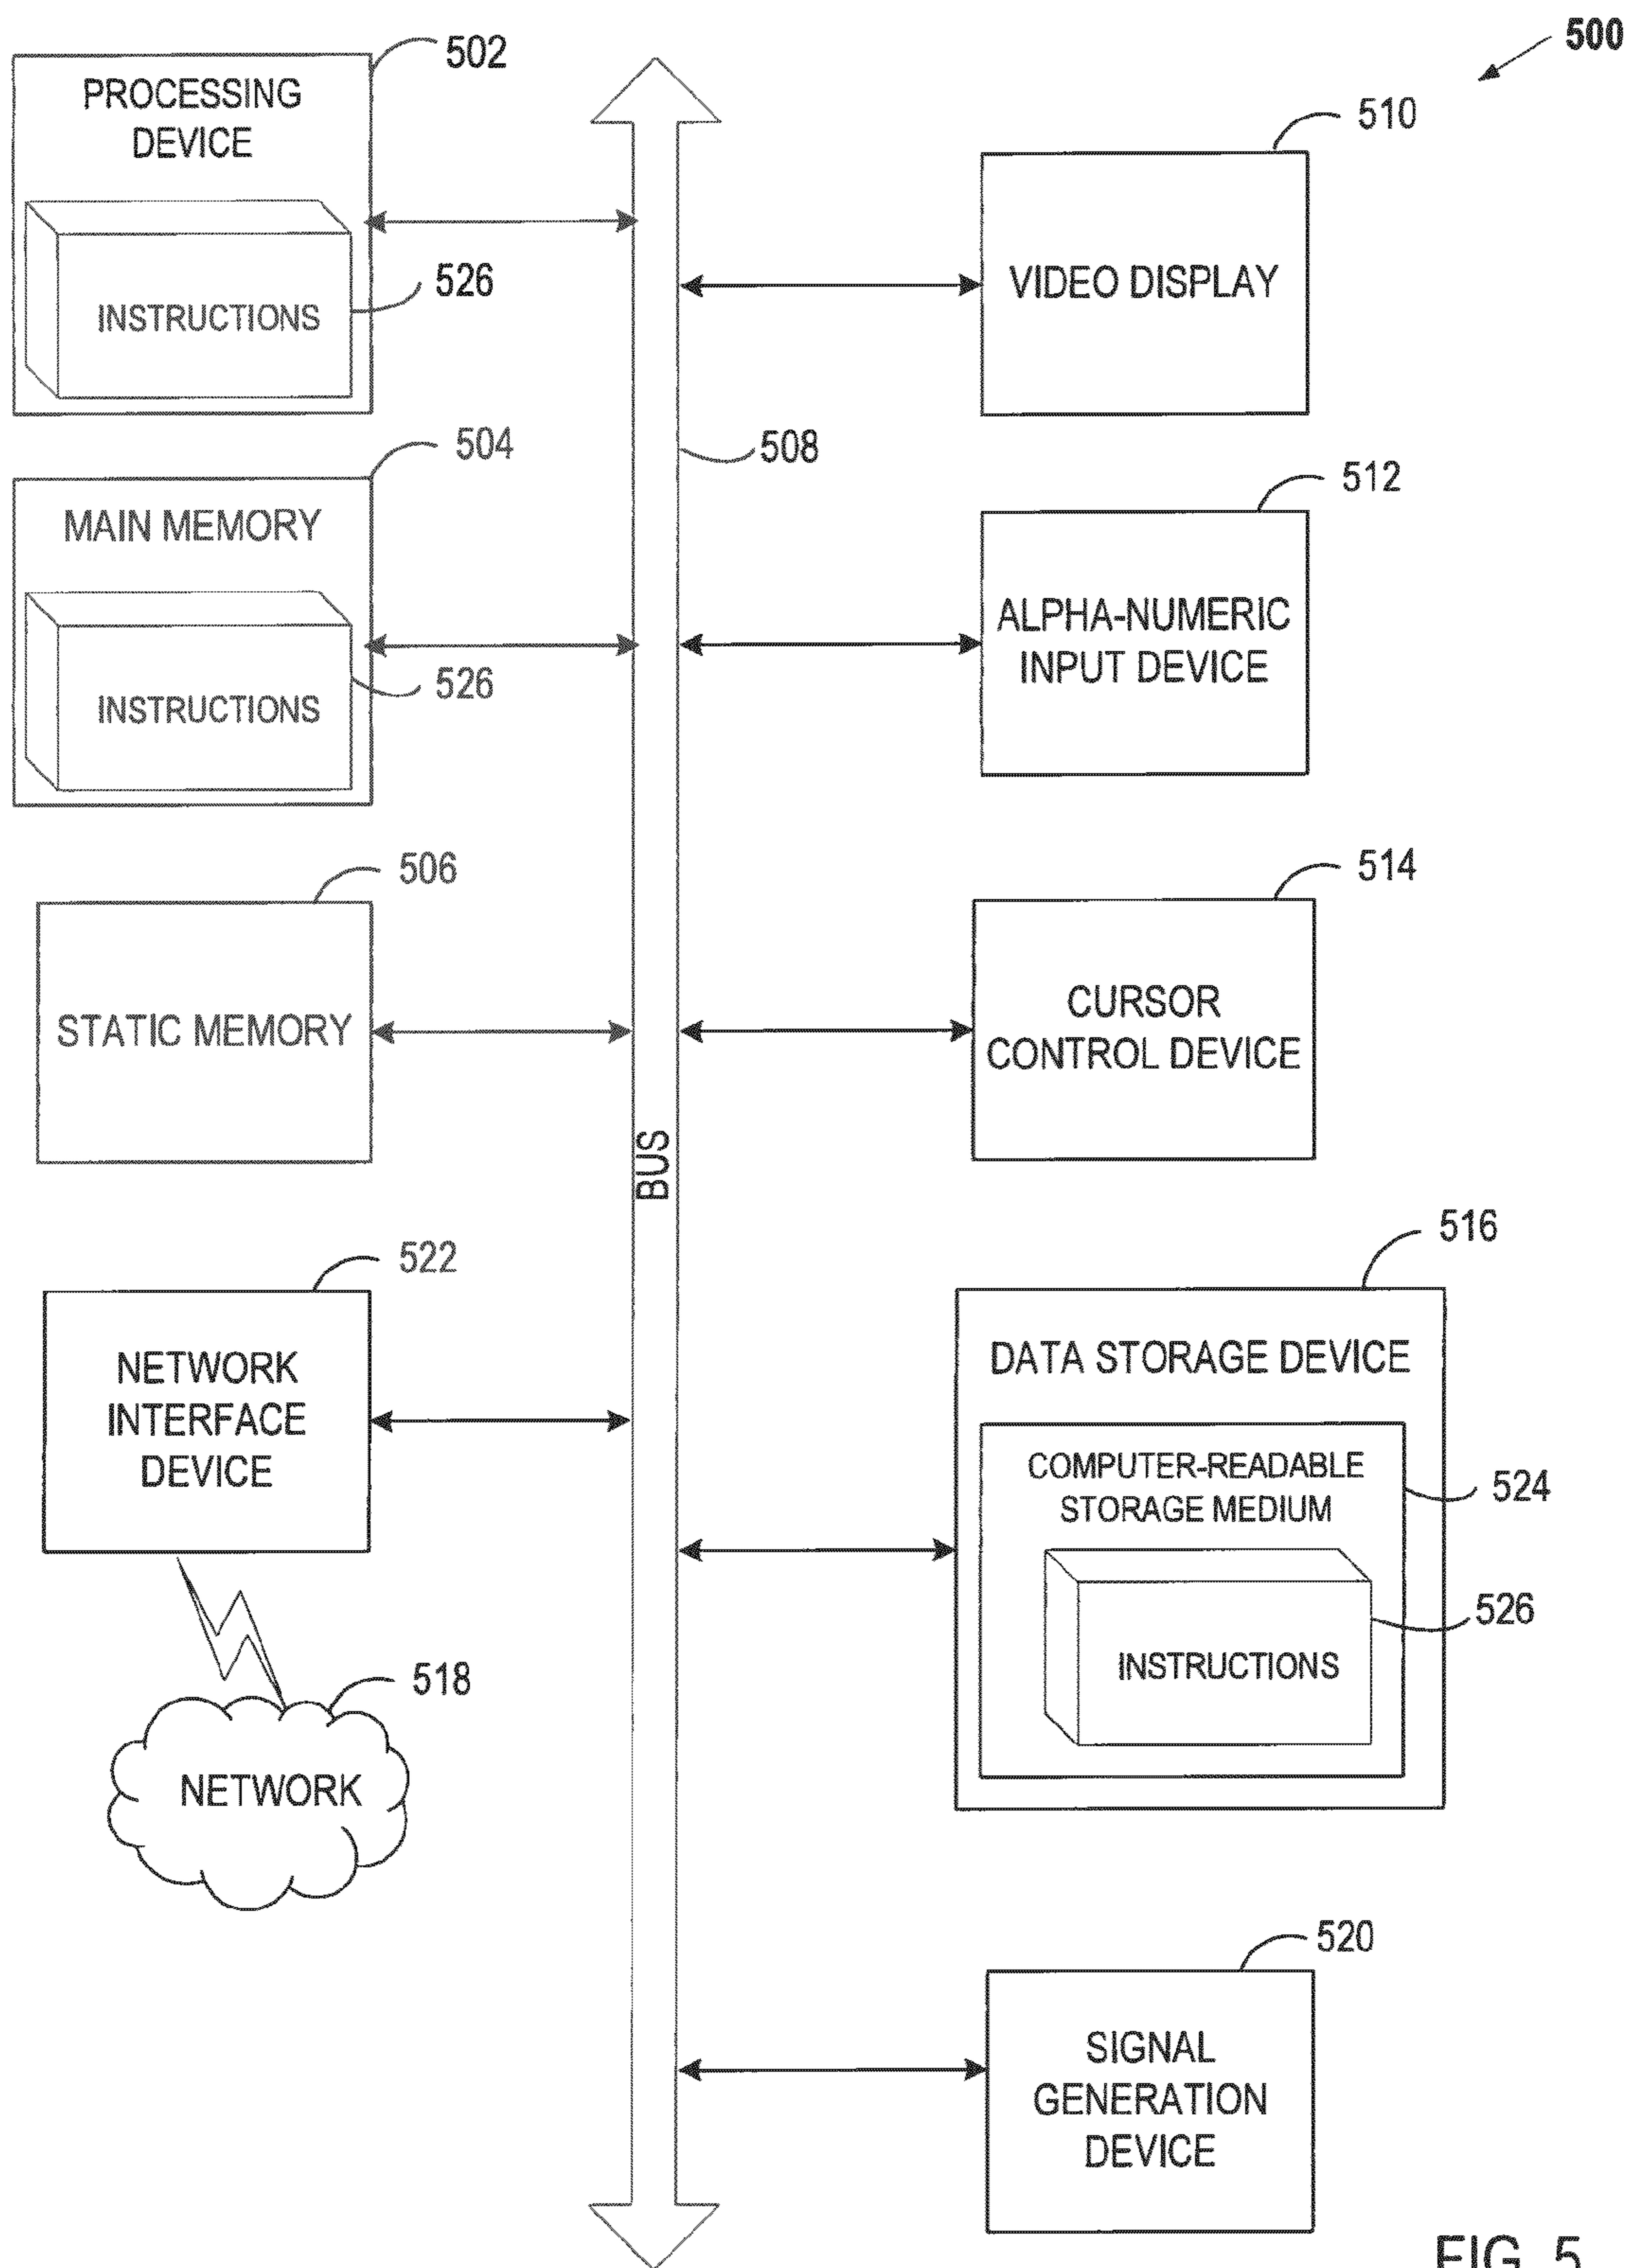 500
502
PROCESSING
DEVICE
526
INSTRUCTIONS
504
MAIN MEMORY
526
INSTRUCTIONS
506
STATIC MEMORY
522
NETWORK
INTERFACE
DEVICE
518
NETWORK
508
BUS
510
VIDEO DISPLAY
512
ALPHA-NUMERIC
INPUT DEVICE
514
CURSOR
CONTROL DEVICE
516
DATA STORAGE DEVICE
COMPUTER-READABLE
STORAGE MEDIUM
524
526
INSTRUCTIONS
520
SIGNAL
GENERATION
DEVICE
FIG. 5